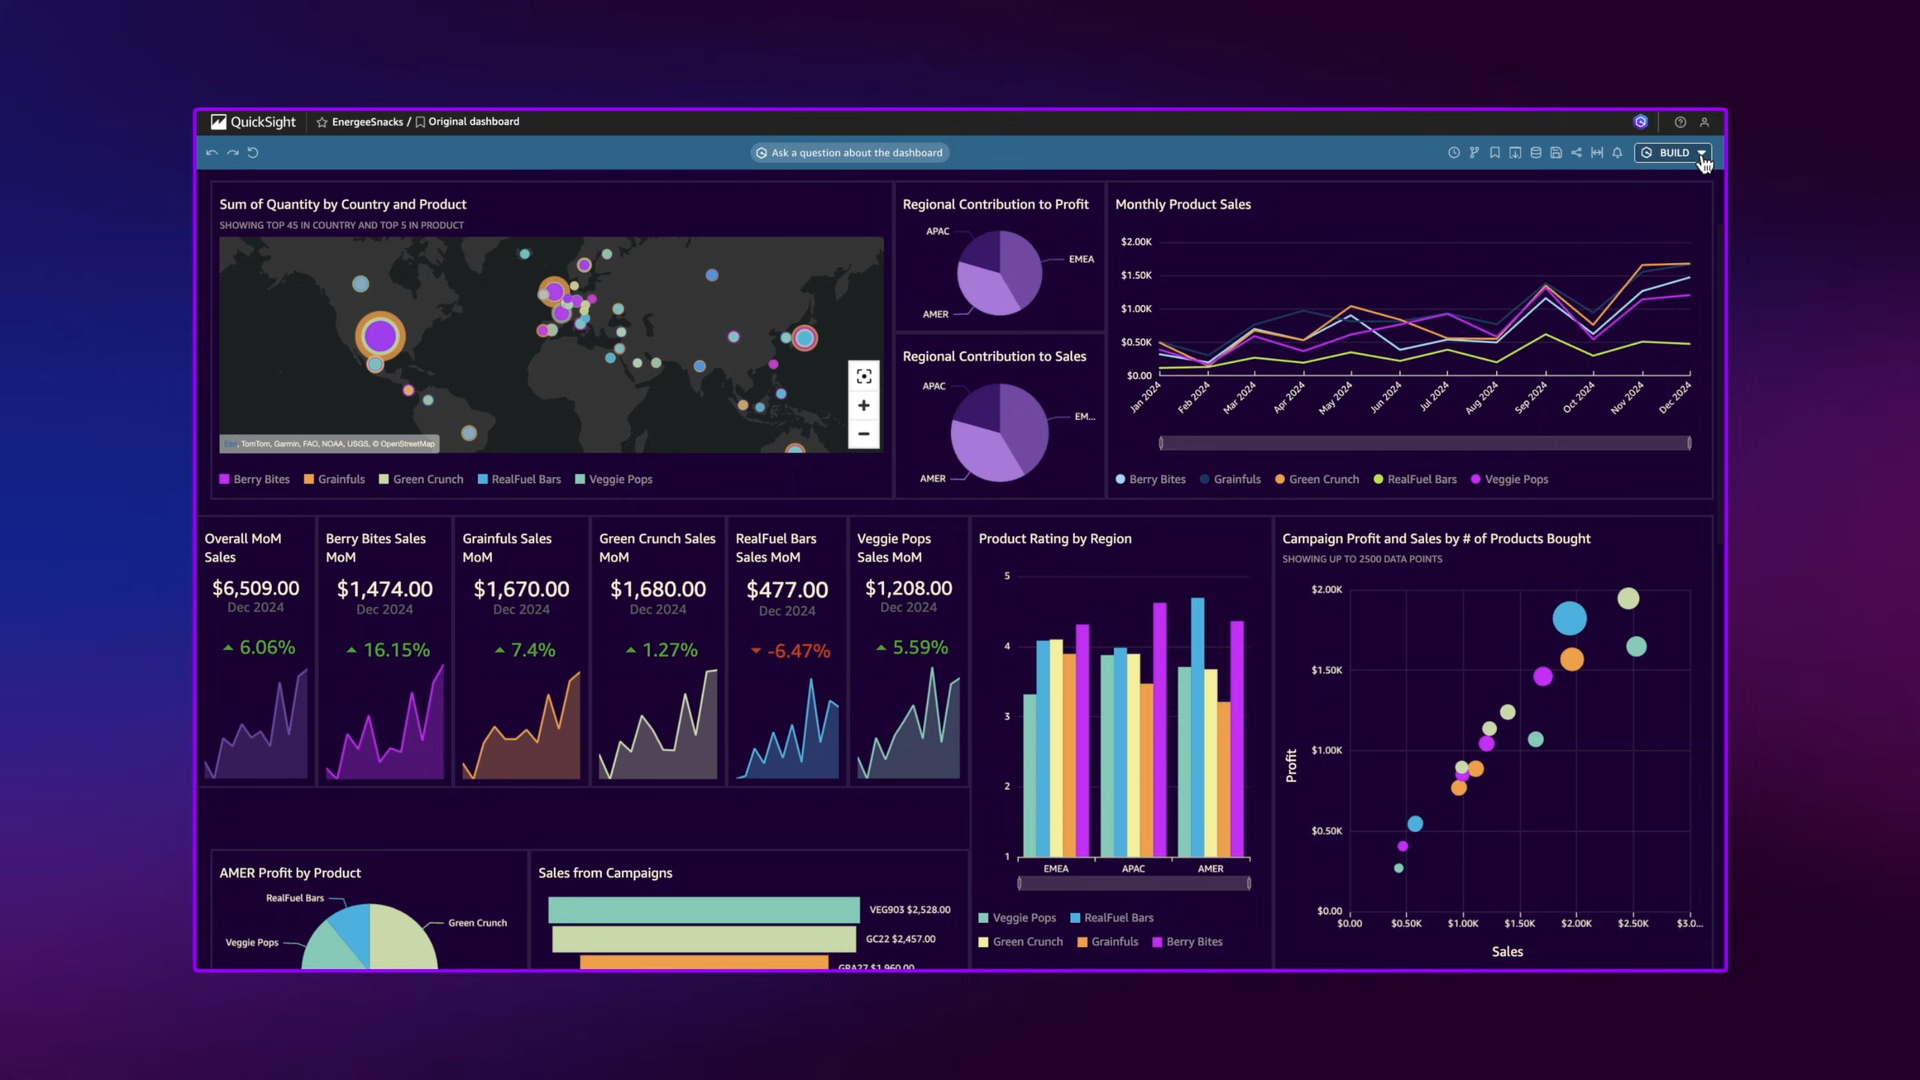 QuickSight
EnergeeSnacks /
Original dashboard
Ask a question about the dashboard
BUILD
Sum of Quantity by Country and Product
SHOWING TOP 45 IN COUNTRY AND TOP 5 IN PRODUCT
+
−
Esri, TomTom, Garmin, FAO, NOAA, USGS, © OpenStreetMap
Berry Bites
Grainfuls
Green Crunch
RealFuel Bars
Veggie Pops
Regional Contribution to Profit
APAC
EMEA
AMER
Regional Contribution to Sales
APAC
EM...
AMER
Monthly Product Sales
$2.00K
$1.50K
$1.00K
$0.50K
$0.00
Jan 2024
Feb 2024
Mar 2024
Apr 2024
May 2024
Jun 2024
Jul 2024
Aug 2024
Sep 2024
Oct 2024
Nov 2024
Dec 2024
Berry Bites
Grainfuls
Green Crunch
RealFuel Bars
Veggie Pops
Overall MoM
Sales
$6,509.00
Dec 2024
6.06%
Berry Bites Sales
MoM
$1,474.00
Dec 2024
16.15%
Grainfuls Sales
MoM
$1,670.00
Dec 2024
7.4%
Green Crunch Sales
MoM
$1,680.00
Dec 2024
1.27%
RealFuel Bars
Sales MoM
$477.00
Dec 2024
-6.47%
Veggie Pops
Sales MoM
$1,208.00
Dec 2024
5.59%
Product Rating by Region
5
4
3
2
1
EMEA
APAC
AMER
Veggie Pops
RealFuel Bars
Green Crunch
Grainfuls
Berry Bites
Campaign Profit and Sales by # of Products Bought
SHOWING UP TO 2500 DATA POINTS
Profit
$2.00K
$1.50K
$1.00K
$0.50K
$0.00
$0.00
$0.50K
$1.00K
$1.50K
$2.00K
$2.50K
$3.0...
Sales
AMER Profit by Product
RealFuel Bars
Green Crunch
Veggie Pops
Sales from Campaigns
VEG903 $2,528.00
GC22 $2,457.00
GRA27 $1,960.00